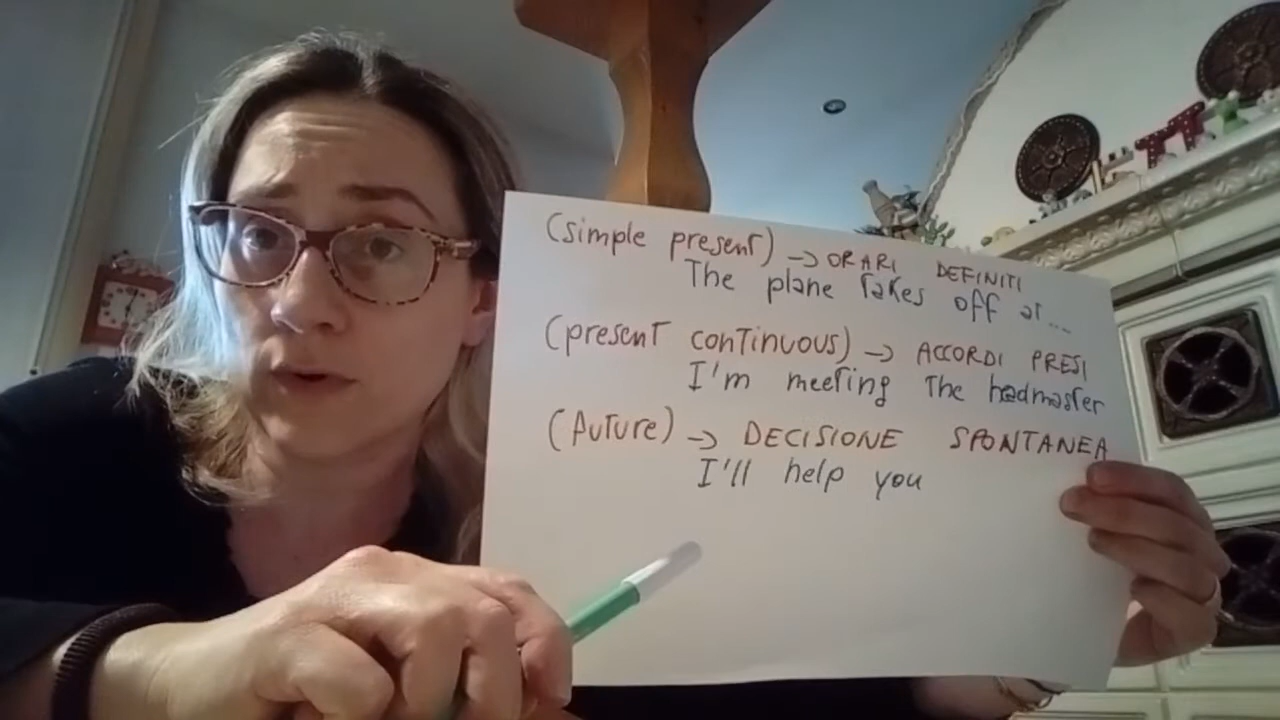 (simple present) → ORARI DEFINITI
The plane takes off at...
(present continuous) → ACCORDI PRESI
I'm meeting the headmaster
(future) → DECISIONE SPONTANEA
I'll help you